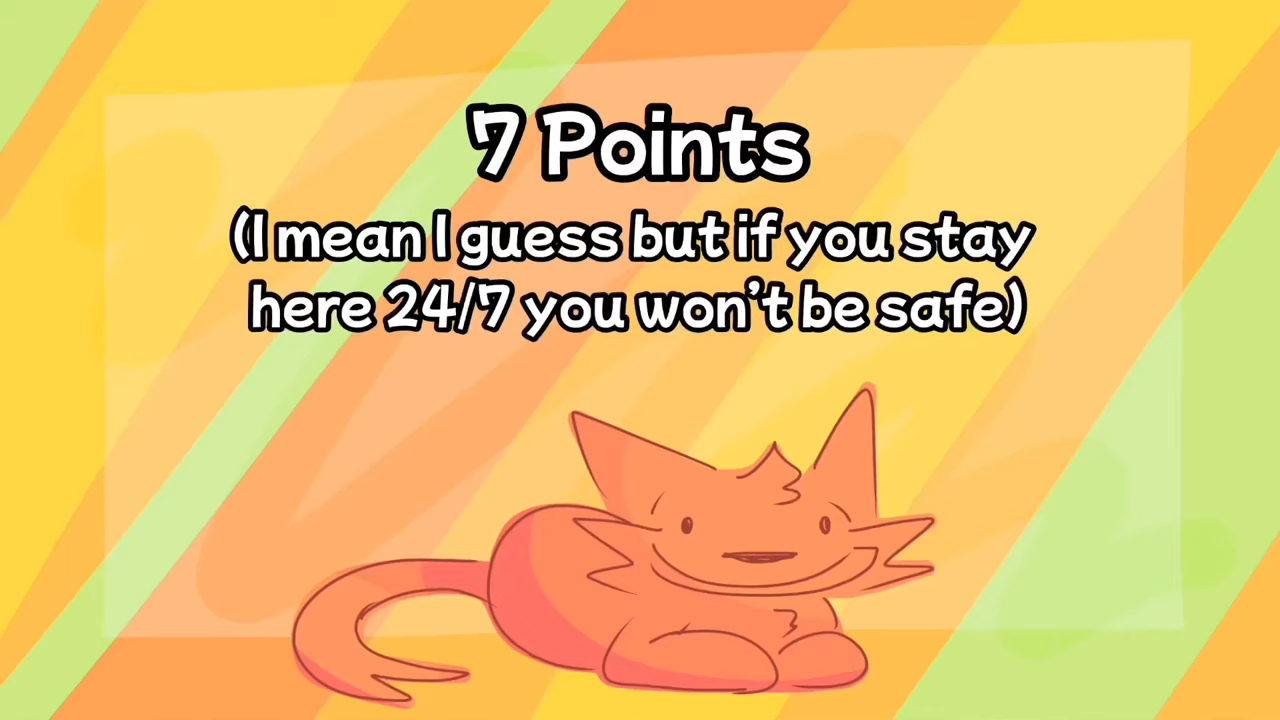 7 Points
(I mean I guess but if you stay
here 24/7 you won't be safe)